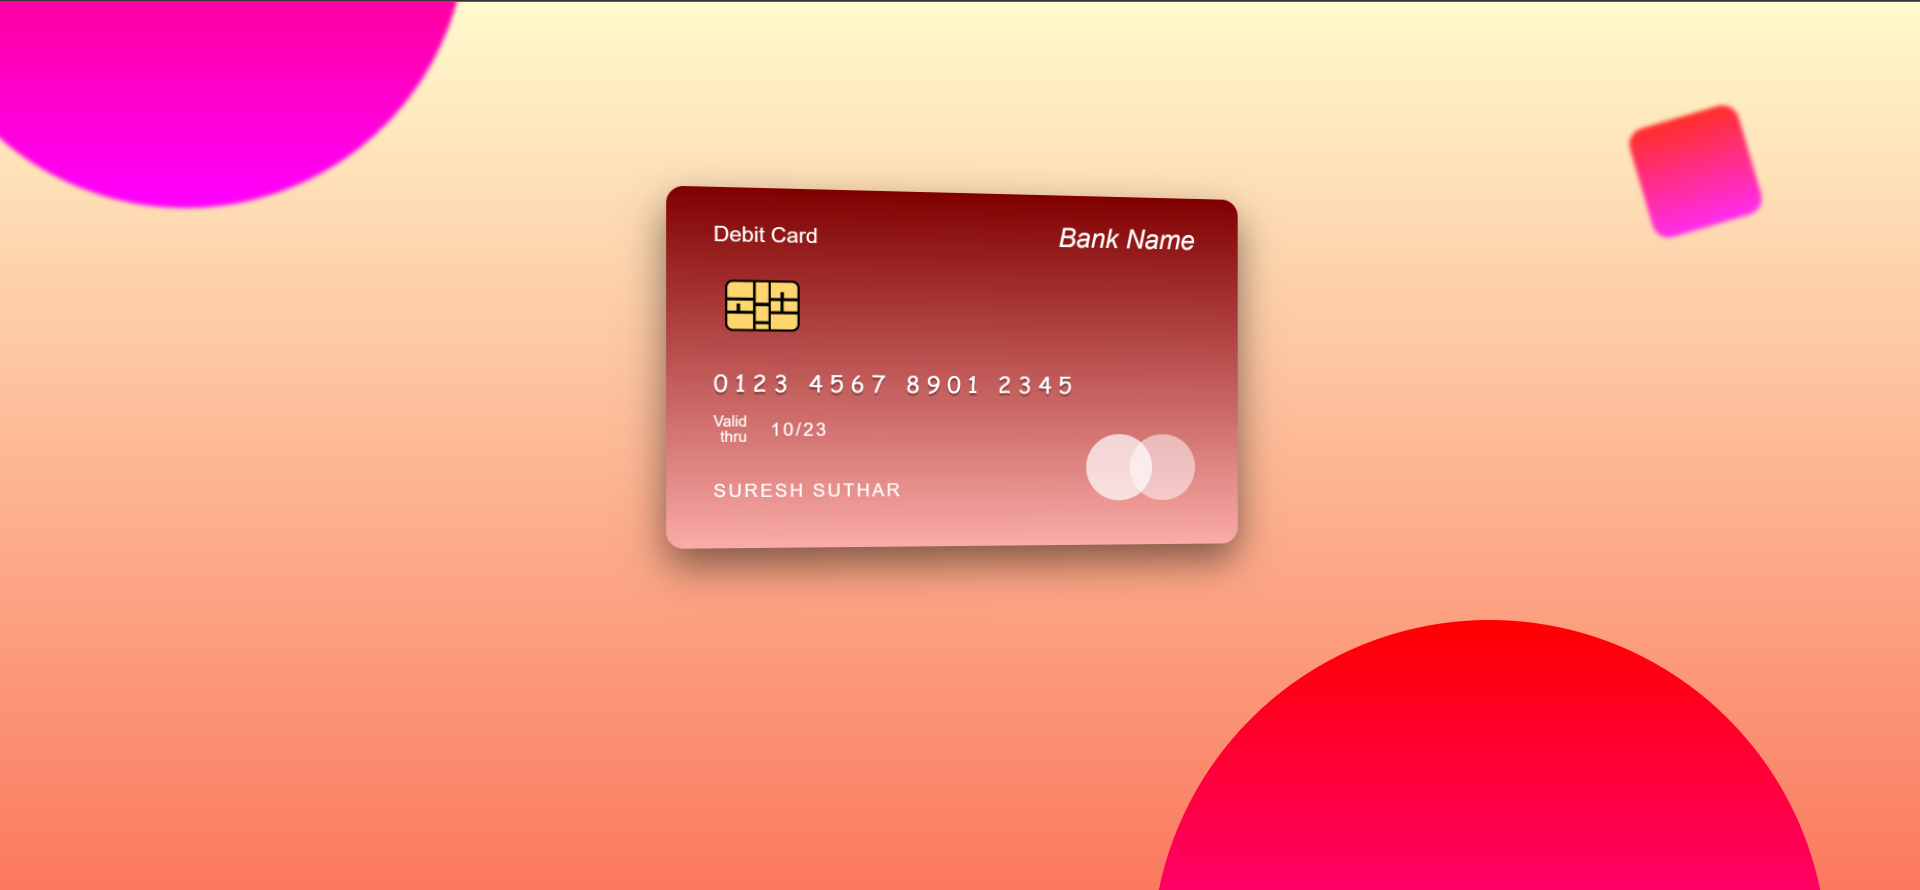 Debit Card
Bank Name
0123 4567 8901 2345
Valid thru
10/23
SURESH SUTHAR